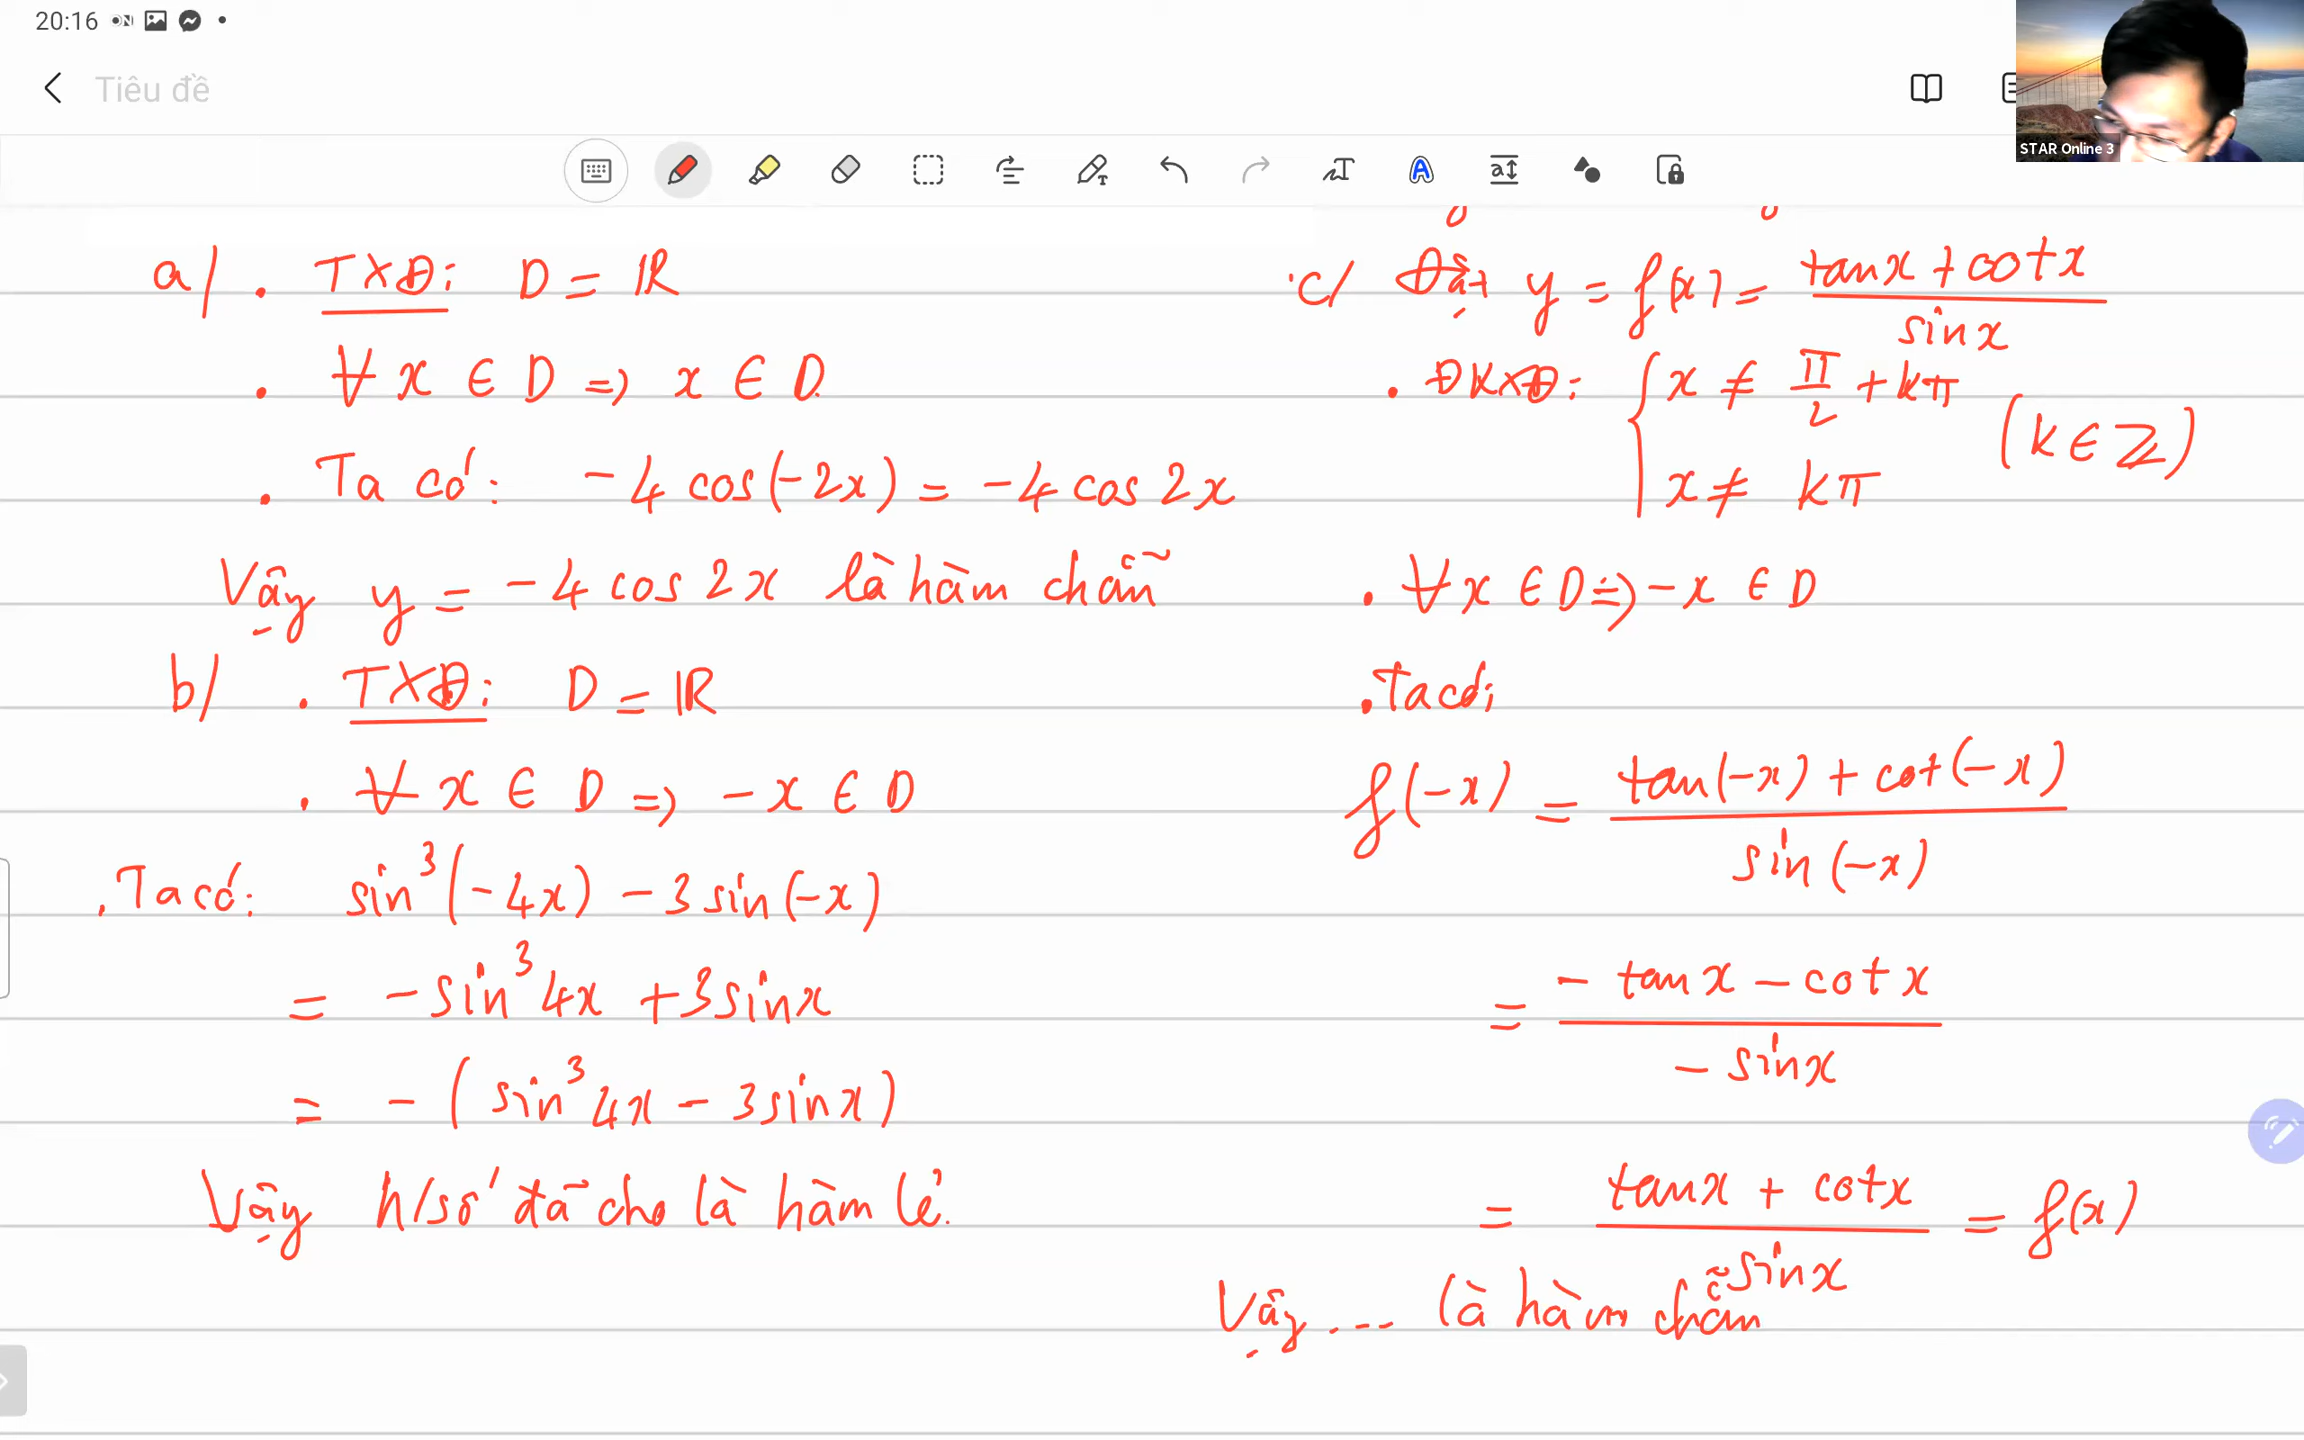 20:16
Tiêu đề
STAR Online 3
a/ . TXĐ: D = ℝ
. ∀ x ∈ D => x ∈ D.
. Ta có: -4 cos(-2x) = -4 cos 2x
Vậy y = -4 cos 2x là hàm chẵn
b/ . TXĐ: D = ℝ
. ∀ x ∈ D => -x ∈ D
. Ta có: sin³(-4x) - 3 sin(-x)
= -sin³4x + 3sinx
= -(sin³4x - 3sinx)
Vậy h/số đã cho là hàm lẻ.
c/ Đặt y = f(x) = (tanx + cotx)/sinx
. ĐKXĐ: { x ≠ π/2 + kπ
x ≠ kπ (k ∈ ℤ)
. ∀x ∈ D => -x ∈ D
. Ta có:
f(-x) = (tan(-x) + cot(-x))/sin(-x)
= (-tanx - cotx)/(-sinx)
= (tanx + cotx)/sinx = f(x)
Vậy .... là hàm chẵn